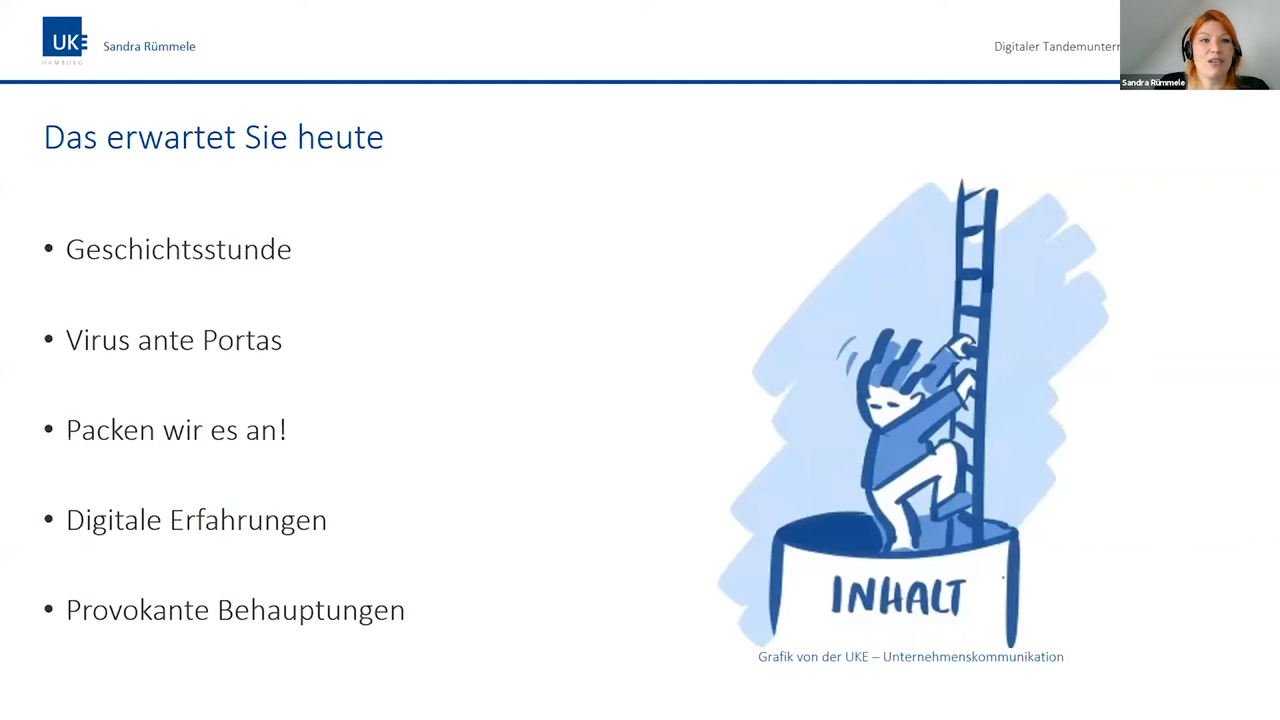 UKE
HAMBURG
Sandra Rümmele
Digitaler
Sandra Rümmele
Das erwartet Sie heute
• Geschichtsstunde
• Virus ante Portas
• Packen wir es an!
• Digitale Erfahrungen
• Provokante Behauptungen
INHALT
Grafik von der UKE – Unternehmenskommunikation